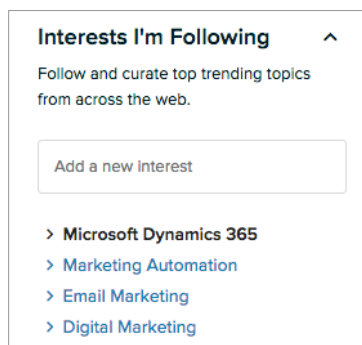 Interests I'm Following
Follow and curate top trending topics
from across the web.
Add a new interest
Microsoft Dynamics 365
Marketing Automation
Email Marketing
Digital Marketing